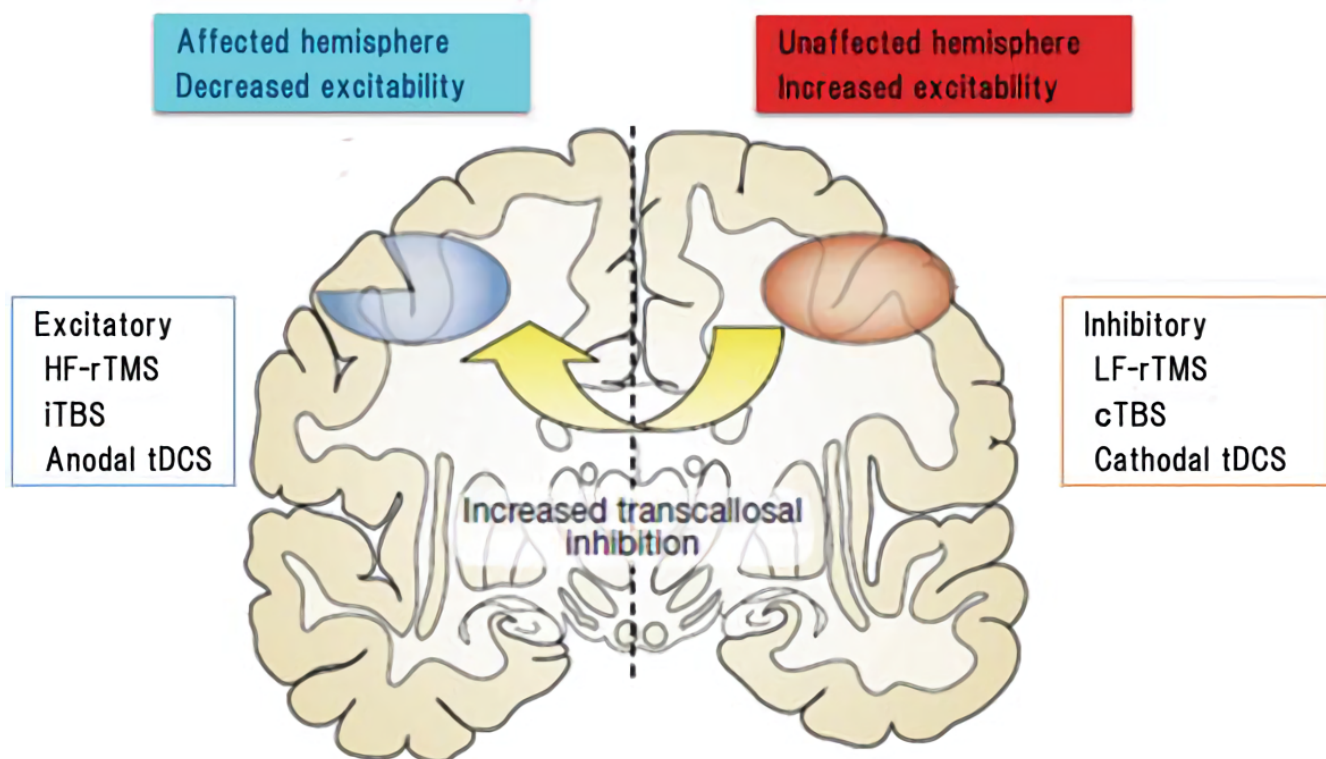 Affected hemisphere
Decreased excitability
Unaffected hemisphere
Increased excitability
Excitatory
HF-rTMS
iTBS
Anodal tDCS
Inhibitory
LF-rTMS
cTBS
Cathodal tDCS
Increased transcallosal
inhibition